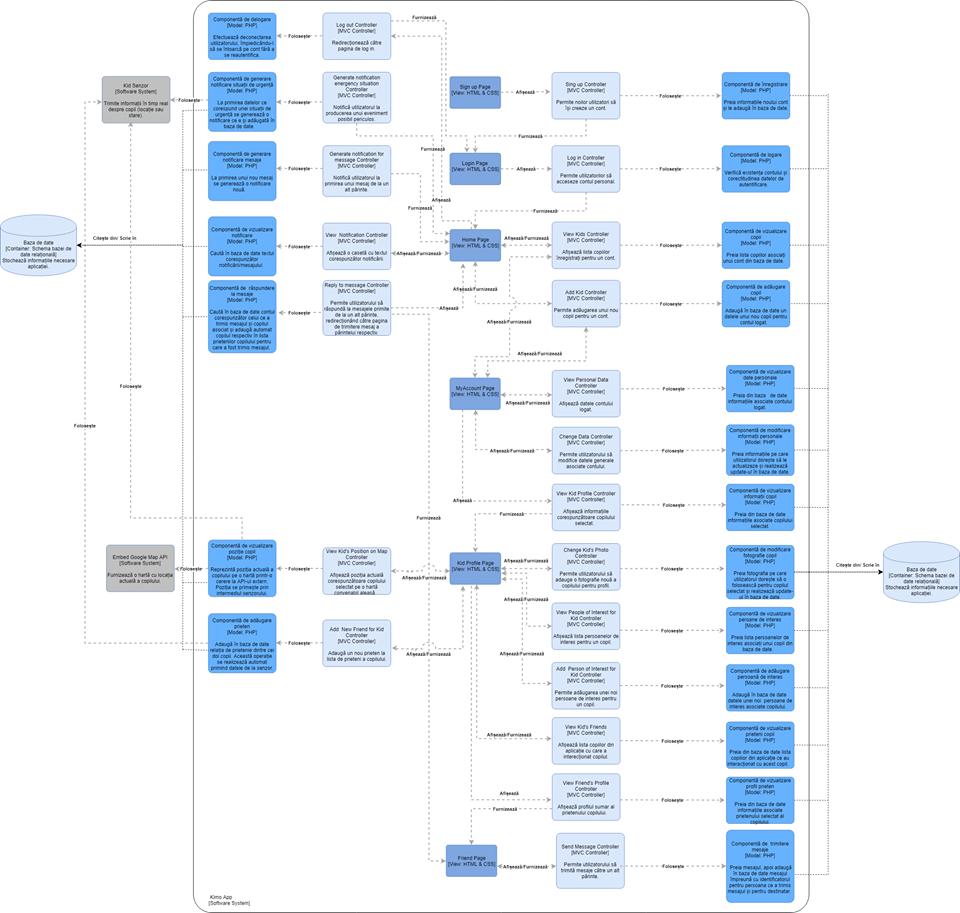 Componentă de delogare
[Model: PHP]
Efectuează deconectarea
utilizatorului, împiedicându-l
să se întoarcă pe cont fără a
se reautentifica.
Folosește
Log out Controller
[MVC Controller]
Redirecționează către
pagina de log in.
Furnizează
Kid Senzor
[Software System]
Trimite informații în timp real
despre copii (locație sau
stare).
Folosește
Componentă de generare
notificare situații de urgență
[Model: PHP]
La primirea datelor ce
corespund unei situații de
urgență se generează o
notificare ce e și adăugată în
baza de date.
Folosește
Generate notification
energency situation Controller
[MVC Controller]
Notifică utilizatorul la
producerea unui eveniment
posibil periculos.
Sign up Page
[View: HTML & CSS]
Afișează
Sing up Controller
[MVC Controller]
Permite noilor utilizatori să
își creeze un cont.
Componentă de înregistrare
[Model: PHP]
Preia informațiile noului cont
și le adaugă în baza de date.
Furnizează
Furnizează
Componentă de generare
notificare mesaje
[Model: PHP]
La primirea unui nou mesaj
se generează o notificare
nouă.
Folosește
Generate notification for
message Controller
[MVC Controller]
Notifică utilizatorul la
primirea unui mesaj de la un
alt părinte.
Login Page
[View: HTML & CSS]
Afișează
Log in Controller
[MVC Controller]
Permite utilizatorilor să
acceseze contul personal.
Componentă de logare
[Model: PHP]
Verifică existența contului și
corectitudinea datelor de
autentificare.
Afișează
Furnizează
Furnizează
Baza de date
[Container: Schema bazei de
date relațională]
Stochează informațiile necesare
aplicației.
Citește din/ Scrie în
Componentă de vizualizare
notificare
[Model: PHP]
Caută în baza de date textul
corespunzător
notificării/mesajului.
Folosește
View Notification Controller
[MVC Controller]
Afișează o casetă cu textul
corespunzător notificării.
Afișează/Furnizează
Home Page
[View: HTML & CSS]
Afișează/Furnizează
View Kids Controller
[MVC Controller]
Afișează lista copiilor
înregistrați pentru un cont.
Folosește
Componentă de vizualizare
copii
[Model: PHP]
Preia lista copiilor asociați
unui cont din baza de date.
Componentă de răspundere
la mesaje
[Model: PHP]
Caută în baza de date contul
corespunzător celui ce a
trimis mesajul și copilul
asociat și adaugă automat
copilul respectiv în lista
prietenilor copilului pentru
care a fost trimis mesajul.
Folosește
Reply to message Controller
[MVC Controller]
Permite utilizatorului să
răspundă la mesajele primite
de la un alt părinte,
redirecționând către pagina
de trimitere mesaj a
părintelui respectiv.
Afișează
Afișează/Furnizează
Add Kid Controller
[MVC Controller]
Permite adăugarea unui nou
copil pentru un cont.
Folosește
Componentă de adăugare
copil
[Model: PHP]
Adaugă în baza de date un
datele unui nou copil pentru
contul logat.
Afișează/Furnizează
Afișează/Furnizează
Folosește
MyAccount Page
[View: HTML & CSS]
Afișează/Furnizează
View Personal Data
Controller
[MVC Controller]
Afișează datele contului
logat.
Folosește
Componentă de vizualizare
date personale
[Model: PHP]
Preia din baza de date
informațiile asociate contului
logat.
Folosește
Afișează/Furnizează
Chenge Data Controller
[MVC Controller]
Permite utilizatorului să
modifice datele generale
asociate contului.
Folosește
Componentă de modificare
informații personale
[Model: PHP]
Preia informațiile pe care
utilizatorul dorește să le
actualizeze și realizează
update-ul în baza de date.
Afișează
View Kid Profile Controller
[MVC Controller]
Afișează informațiile
corespunzătoare copilului
selectat.
Folosește
Componentă de vizualizare
informații copil
[Model: PHP]
Preia din baza de date
informațiile asociate copilului
selectat.
Furnizează
Furnizează
Embed Google Map API
[Software System]
Furnizează o hartă cu locația
actuală a copilului.
Folosește
Componentă de vizualizare
poziție copil
[Model: PHP]
Reprezintă poziția actuală a
copilului pe o hartă printr-o
cerere la API-ul extern.
Poziția se primește prin
intermediul senzorului.
Folosește
View Kid's Position on Map
Controller
[MVC Controller]
Afișează poziția actuală
corespunzătoare copilului
selectat pe o hartă
convenabil aleasă.
Afișează
Kid Profile Page
[View: HTML & CSS]
Afișează/Furnizează
Change Kid's Photo
Controller
[MVC Controller]
Permite utilizatorului să
adauge o fotografie nouă a
copilului pentru profil.
Folosește
Componentă de modificare
fotografie copil
[Model: PHP]
Preia fotografia pe care
utilizatorul dorește să o
folosească pentru copilul
selectat și realizează update-
ul în baza de date.
Citește din/ Scrie în
Baza de date
[Container: Schema bazei de
date relațională]
Stochează informațiile necesare
aplicației.
Afișează/Furnizează
Componentă de adăugare
prieten
[Model: PHP]
Adaugă în baza de date
relația de prietenie dintre cei
doi copii. Această operație
se realizează automat
primind datele de la senzor.
Folosește
Add New Friend for Kid
Controller
[MVC Controller]
Adaugă un nou prieten la
lista de prieteni a copilului.
Afișează/Furnizează
View People of Interest for
Kid Controller
[MVC Controller]
Afișează lista persoanelor de
interes pentru un copil.
Folosește
Componentă de vizualizare
peroane de interes
[Model: PHP]
Preia lista persoanelor de
interes asociați unui copil din
baza de date.
Afișează/Furnizează
Add Person of Interest for
Kid Controller
[MVC Controller]
Permite adăugarea unei noi
persoane de interes pentru
un copil.
Folosește
Componentă de adăugare
persoană de interes
[Model: PHP]
Adaugă în baza de date
datele unei noi persoane de
interes asociate copilului.
Afișează/Furnizează
View Kid's Friends
[MVC Controller]
Afișează lista copiilor din
aplicație cu care a
interecționat copilul.
Folosește
Componentă de vizualizare
prieteni copil
[Model: PHP]
Preia din baza de date lista
copiilor din aplicație ce au
interacționat cu acest copil.
Afișează
Furnizează
View Friend's Profile
Controller
[MVC Controller]
Afișează profilul sumar al
prietenului copilului.
Folosește
Componentă de vizualizare
profil prieten
[Model: PHP]
Preia din baza de date
informațiile asociate
prietenului selectat al
copilului.
Friend Page
[View: HTML & CSS]
Afișează/Furnizează
Send Message Controller
[MVC Controller]
Permite utilizatorului să
trimită mesaje către un alt
părinte.
Folosește
Componentă de trimitere
mesaje
[Model: PHP]
Preia mesajul, apoi adaugă
în baza de date mesajul
împreună cu identificatorul
pentru persoana ce a trimis
mesajul și pentru destinatar.
Kimo App
[Software System]